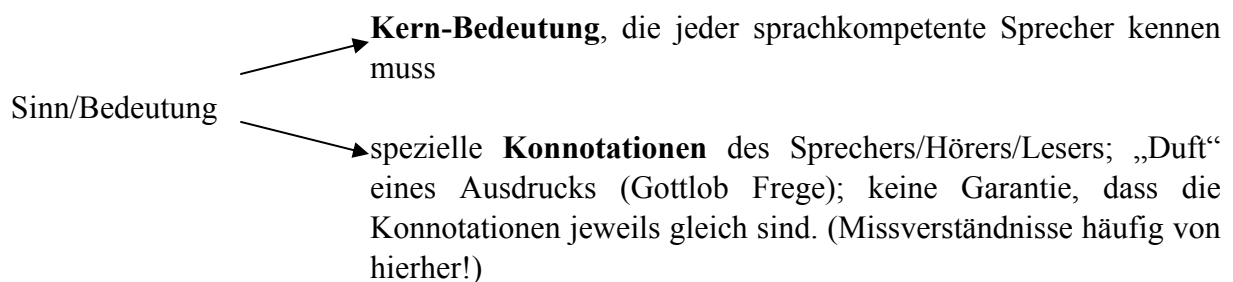 Kern-Bedeutung, die jeder sprachkompetente Sprecher kennen
muss
Sinn/Bedeutung
spezielle Konnotationen des Sprechers/Hörers/Lesers; „Duft“
eines Ausdrucks (Gottlob Frege); keine Garantie, dass die
Konnotationen jeweils gleich sind. (Missverständnisse häufig von
hierher!)